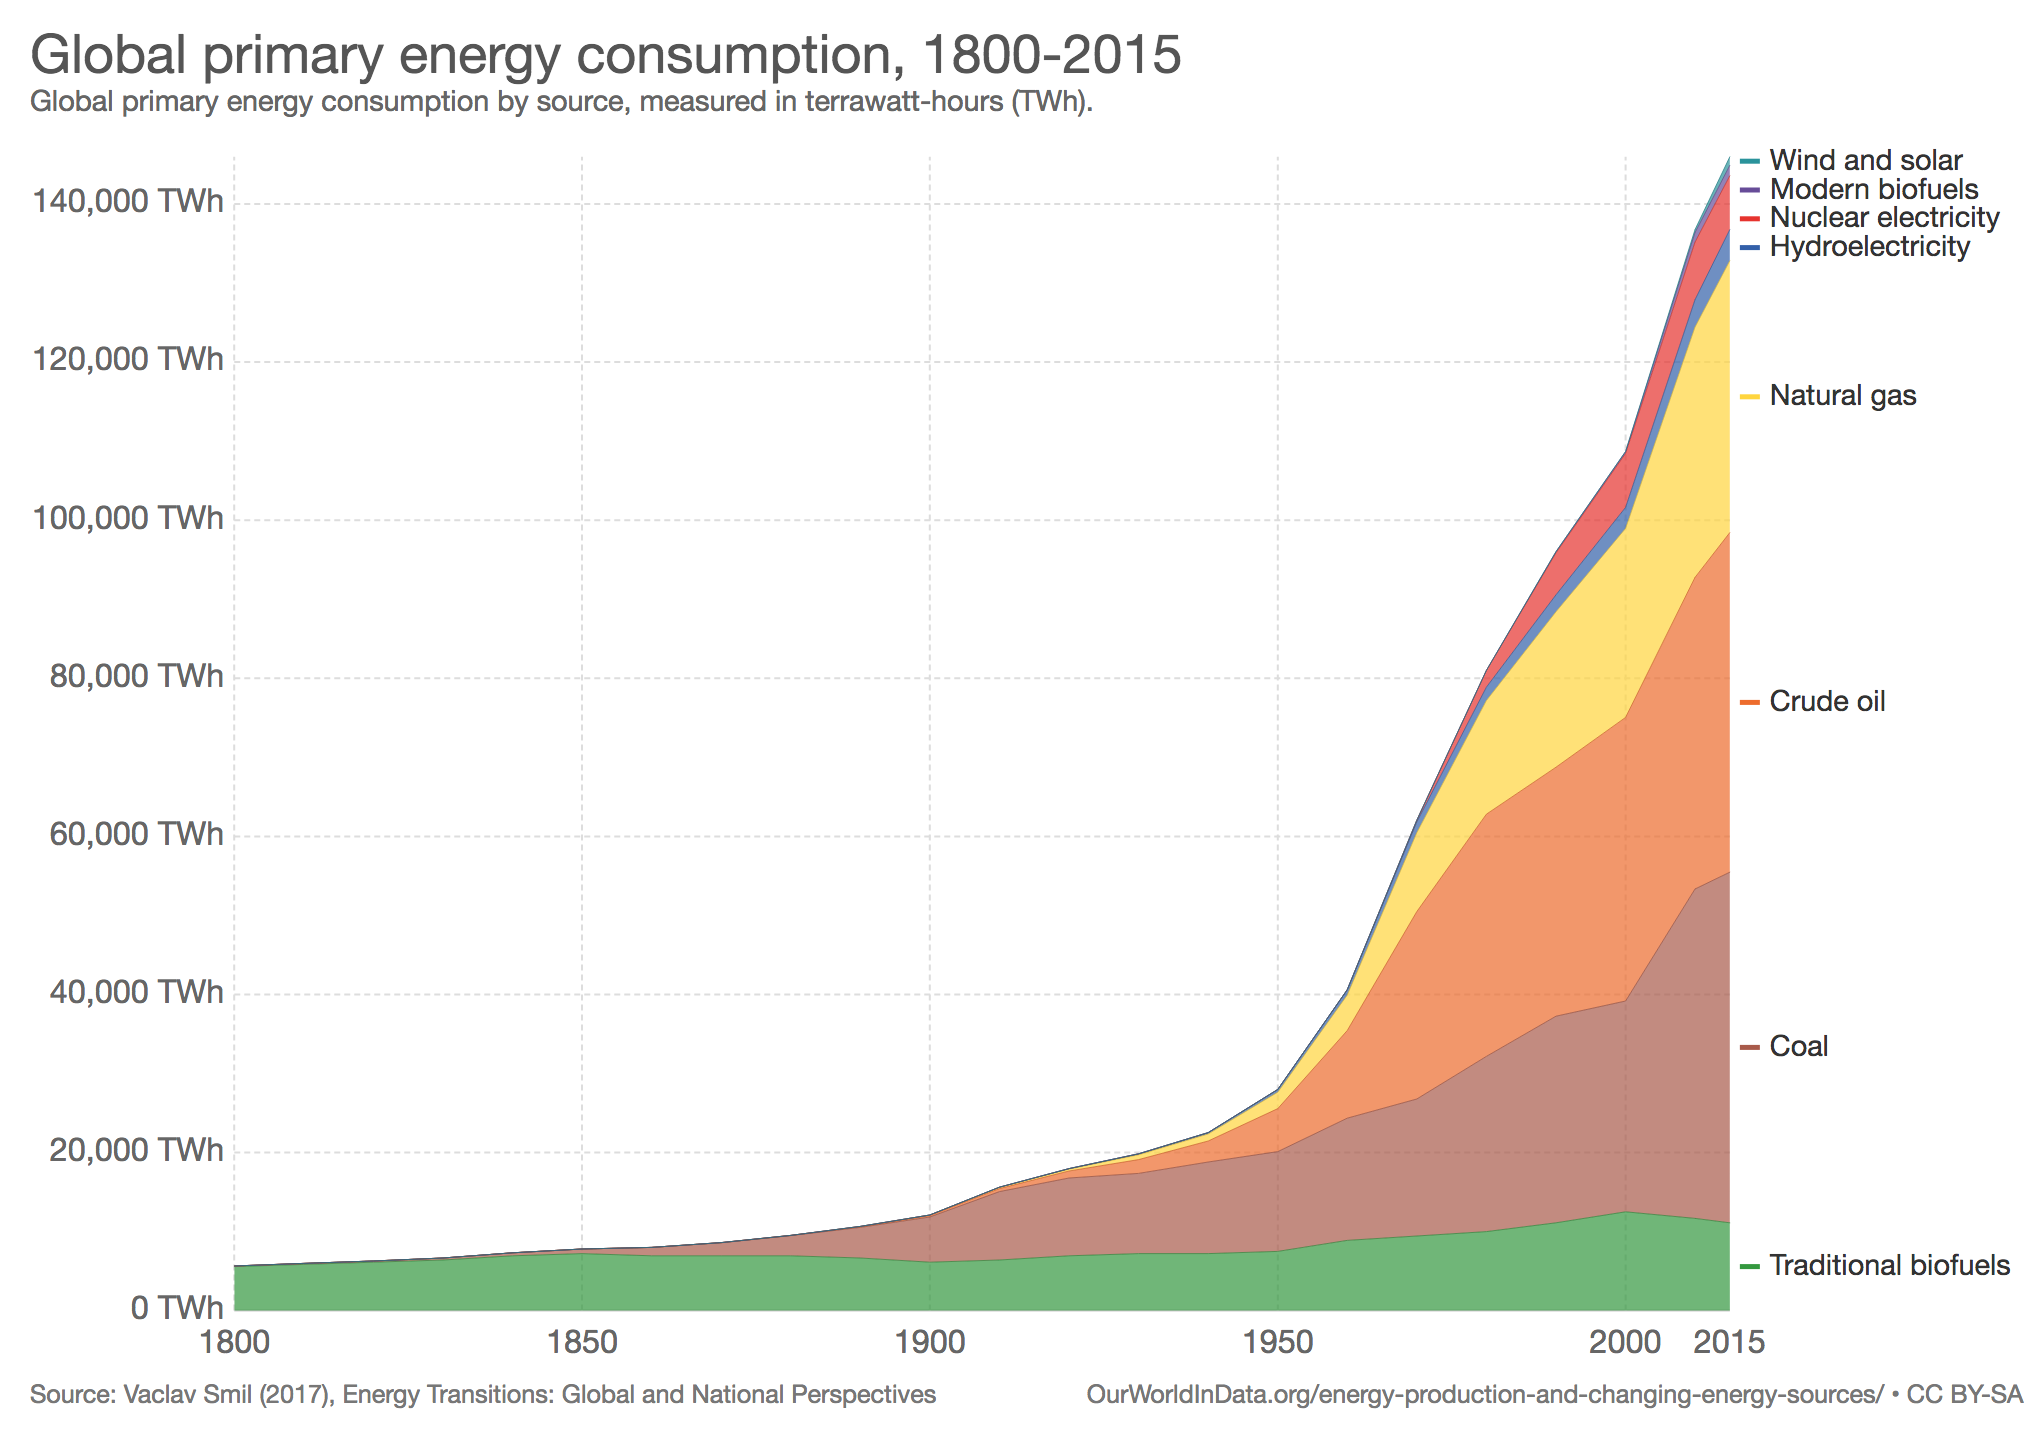 Global primary energy consumption, 1800-2015
Global primary energy consumption by source, measured in terrawatt-hours (TWh).
140,000 TWh
120,000 TWh
100,000 TWh
80,000 TWh
60,000 TWh
40,000 TWh
20,000 TWh
0 TWh
Wind and solar
Modern biofuels
Nuclear electricity
Hydroelectricity
Natural gas
Crude oil
Coal
Traditional biofuels
1800 1850 1900 1950 2000 2015
Source: Vaclav Smil (2017), Energy Transitions: Global and National Perspectives
OurWorldInData.org/energy-production-and-changing-energy-sources/ • CC BY-SA